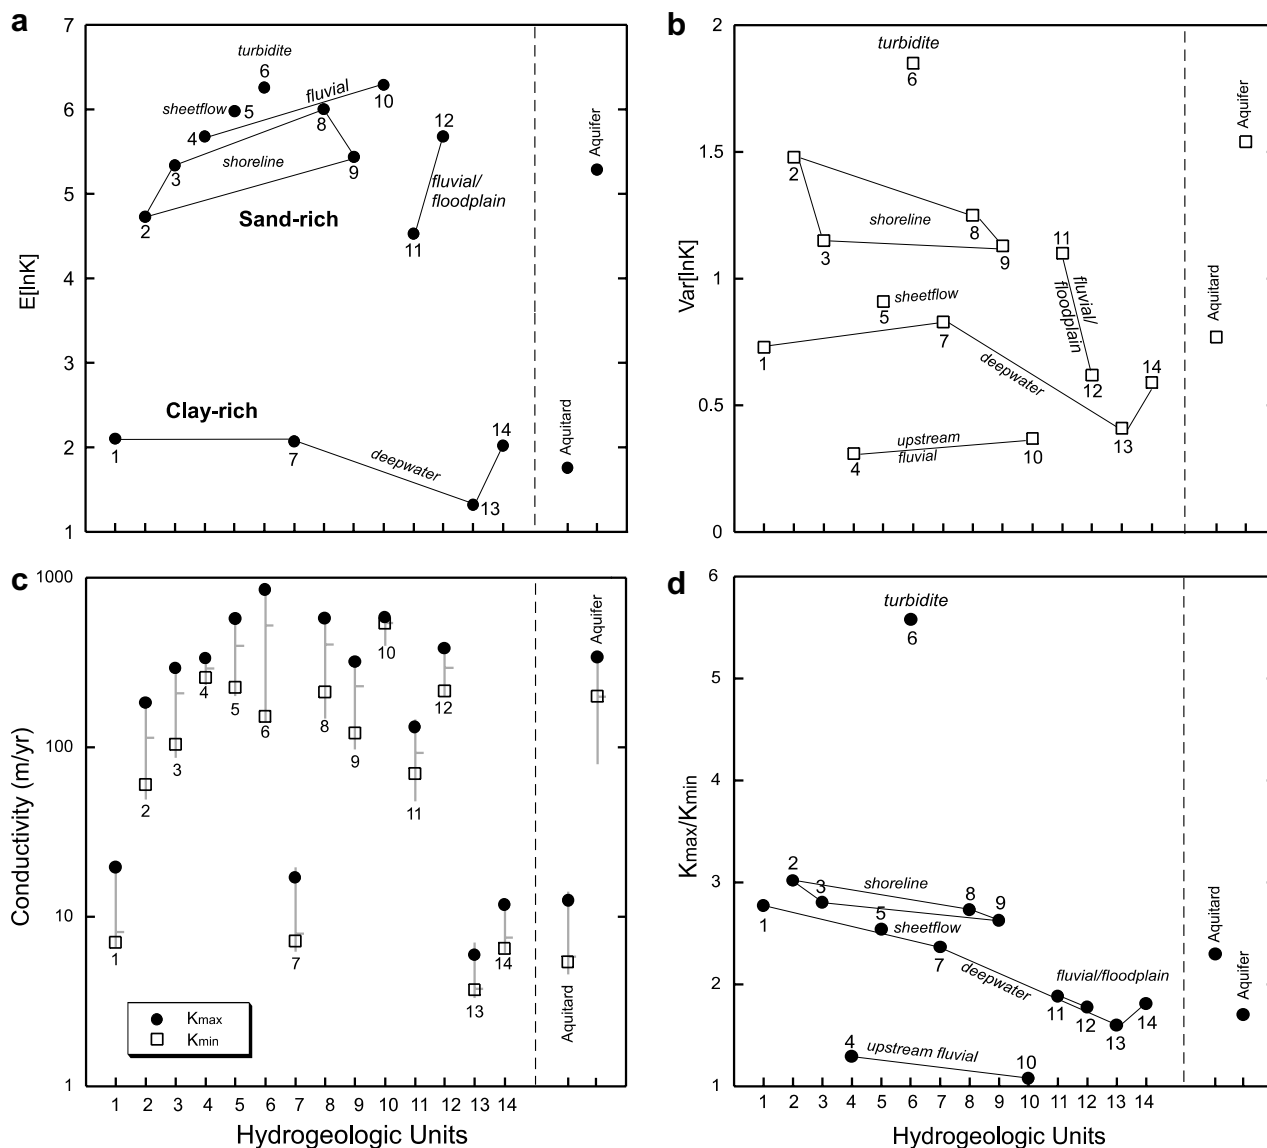 a
7
6
5
4
3
2
1
E[lnK]
turbidite
6
sheetflow
5
fluvial
10
4
8
12
3
shoreline
9
fluvial/
floodplain
2
Sand-rich
11
Clay-rich
1
7
deepwater
14
13
Aquitard
Aquifer
b
2
1.5
1
0.5
0
Var[lnK]
turbidite
6
2
shoreline
8
3
9
11
fluvial/
floodplain
sheetflow
5
7
1
deepwater
12
14
13
upstream
fluvial
4
10
Aquitard
Aquifer
c
1000
100
10
1
Conductivity (m/yr)
1
2
3
4
5
6
7
8
9
10
11
12
13
14
Aquitard
Aquifer
Kmax
Kmin
1 2 3 4 5 6 7 8 9 10 11 12 13 14
Hydrogeologic Units
d
6
5
4
3
2
1
Kmax/Kmin
turbidite
6
2
3
shoreline
8
9
1
5
sheetflow
7
deepwater
fluvial/floodplain
11
12
13
14
4
upstream fluvial
10
Aquitard
Aquifer
1 2 3 4 5 6 7 8 9 10 11 12 13 14
Hydrogeologic Units